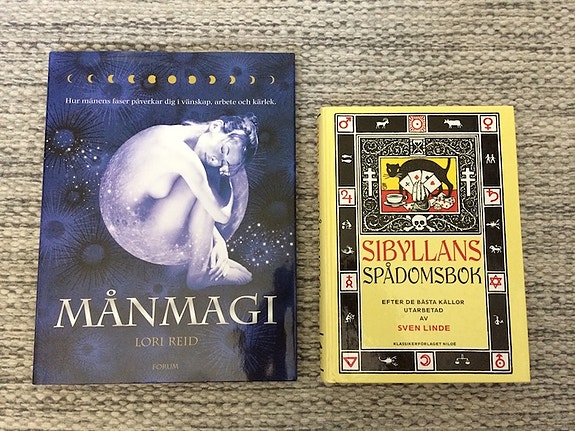 Hur månens faser påverkar dig i vänskap, arbete och kärlek.
MÅNMAGI
LORI REID
FORUM
SIBYLLANS
SPÅDOMSBOK
EFTER DE BÄSTA KÄLLOR
UTARBETAD
AV
SVEN LINDE
KLASSIKERFÖRLAGET NILOÉ